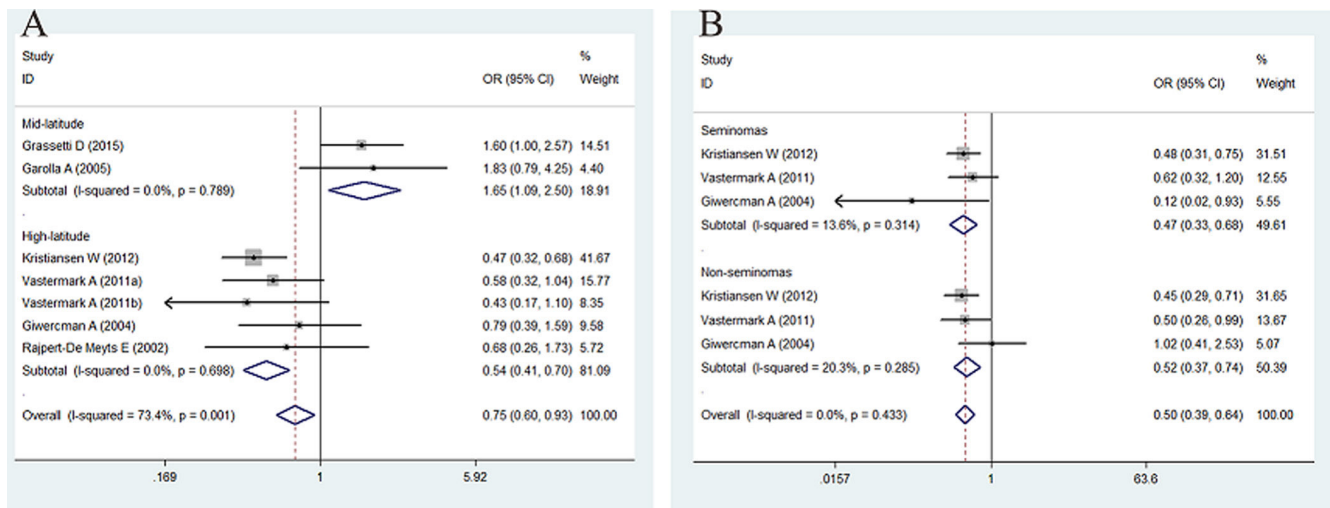 A
Study %
ID OR (95% CI) Weight
Mid-latitude
Grassetti D (2015) 1.60 (1.00, 2.57) 14.51
Garolla A (2005) 1.83 (0.79, 4.25) 4.40
Subtotal (I-squared = 0.0%, p = 0.789) 1.65 (1.09, 2.50) 18.91
.
High-latitude
Kristiansen W (2012) 0.47 (0.32, 0.68) 41.67
Vastermark A (2011a) 0.58 (0.32, 1.04) 15.77
Vastermark A (2011b) 0.43 (0.17, 1.10) 8.35
Giwercman A (2004) 0.79 (0.39, 1.59) 9.58
Rajpert-De Meyts E (2002) 0.68 (0.26, 1.73) 5.72
Subtotal (I-squared = 0.0%, p = 0.698) 0.54 (0.41, 0.70) 81.09
.
Overall (I-squared = 73.4%, p = 0.001) 0.75 (0.60, 0.93) 100.00
.169 1 5.92
B
Study %
ID OR (95% CI) Weight
Seminomas
Kristiansen W (2012) 0.48 (0.31, 0.75) 31.51
Vastermark A (2011) 0.62 (0.32, 1.20) 12.55
Giwercman A (2004) 0.12 (0.02, 0.93) 5.55
Subtotal (I-squared = 13.6%, p = 0.314) 0.47 (0.33, 0.68) 49.61
.
Non-seminomas
Kristiansen W (2012) 0.45 (0.29, 0.71) 31.65
Vastermark A (2011) 0.50 (0.26, 0.99) 13.67
Giwercman A (2004) 1.02 (0.41, 2.53) 5.07
Subtotal (I-squared = 20.3%, p = 0.285) 0.52 (0.37, 0.74) 50.39
.
Overall (I-squared = 0.0%, p = 0.433) 0.50 (0.39, 0.64) 100.00
.0157 1 63.6